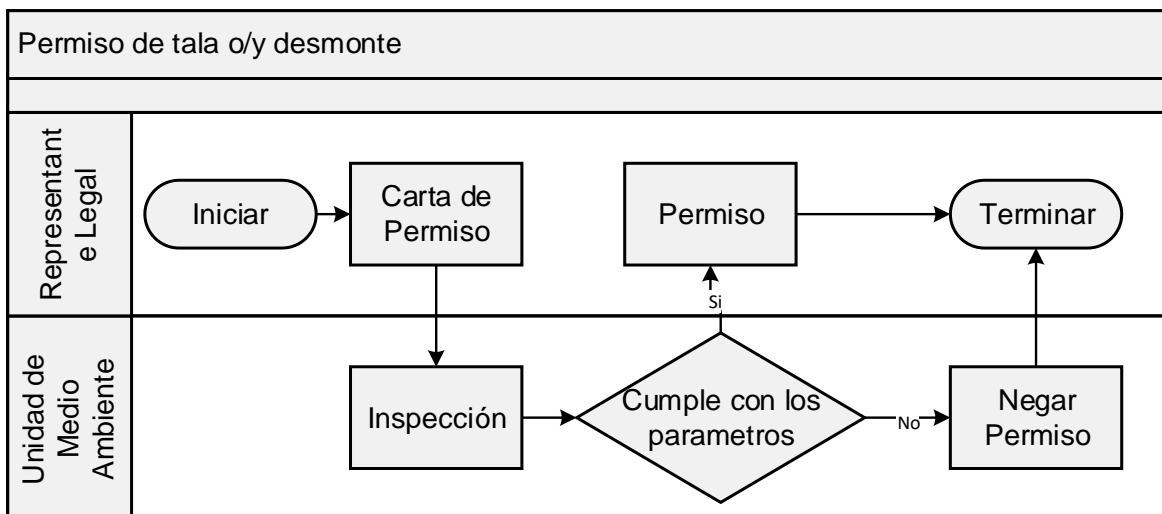 Permiso de tala o/y desmonte
Representant
e Legal
Iniciar
Carta de
Permiso
Permiso
Terminar
Si
Unidad de
Medio
Ambiente
Inspección
Cumple con los
parametros
No
Negar
Permiso